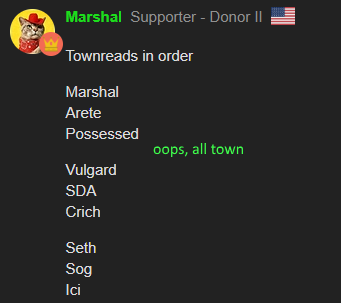 Marshal Supporter - Donor II
Townreads in order
Marshal
Arete
Possessed
oops, all town
Vulgard
SDA
Crich
Seth
Sog
Ici